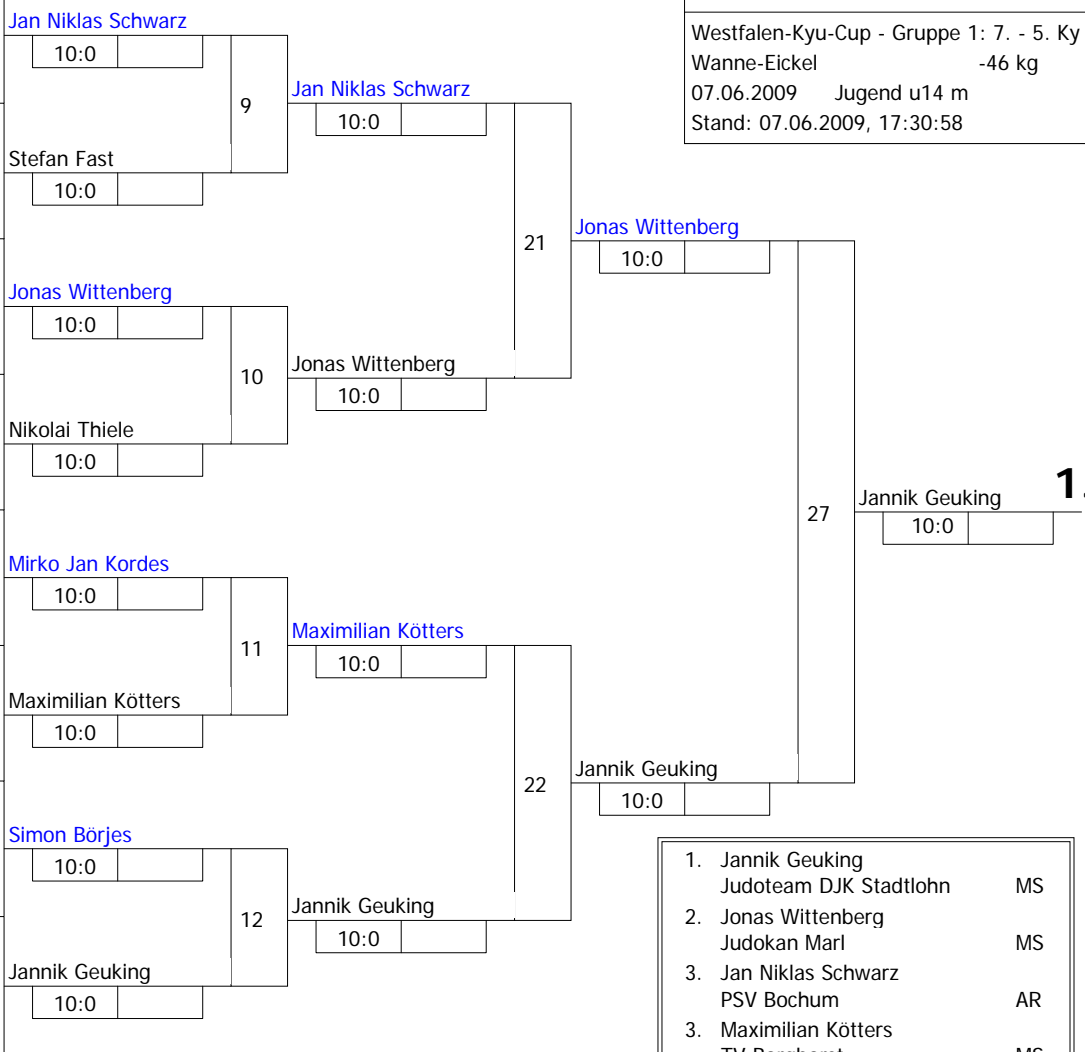 Westfalen-Kyu-Cup - Gruppe 1: 7. - 5. Ky
Wanne-Eickel -46 kg
07.06.2009 Jugend u14 m
Stand: 07.06.2009, 17:30:58
Jan Niklas Schwarz
10:0
9
Stefan Fast
10:0
Jonas Wittenberg
10:0
10
Nikolai Thiele
10:0
Mirko Jan Kordes
10:0
11
Maximilian Kötters
10:0
Simon Börjes
10:0
12
Jannik Geuking
10:0
Jan Niklas Schwarz
10:0
21
Jonas Wittenberg
10:0
Maximilian Kötters
10:0
22
Jannik Geuking
10:0
Jonas Wittenberg
10:0
27
Jannik Geuking
10:0
Jannik Geuking 1.
10:0
1. Jannik Geuking
Judoteam DJK Stadtlohn MS
2. Jonas Wittenberg
Judokan Marl MS
3. Jan Niklas Schwarz
PSV Bochum AR
3. Maximilian Kötters
TV Borghorst MS